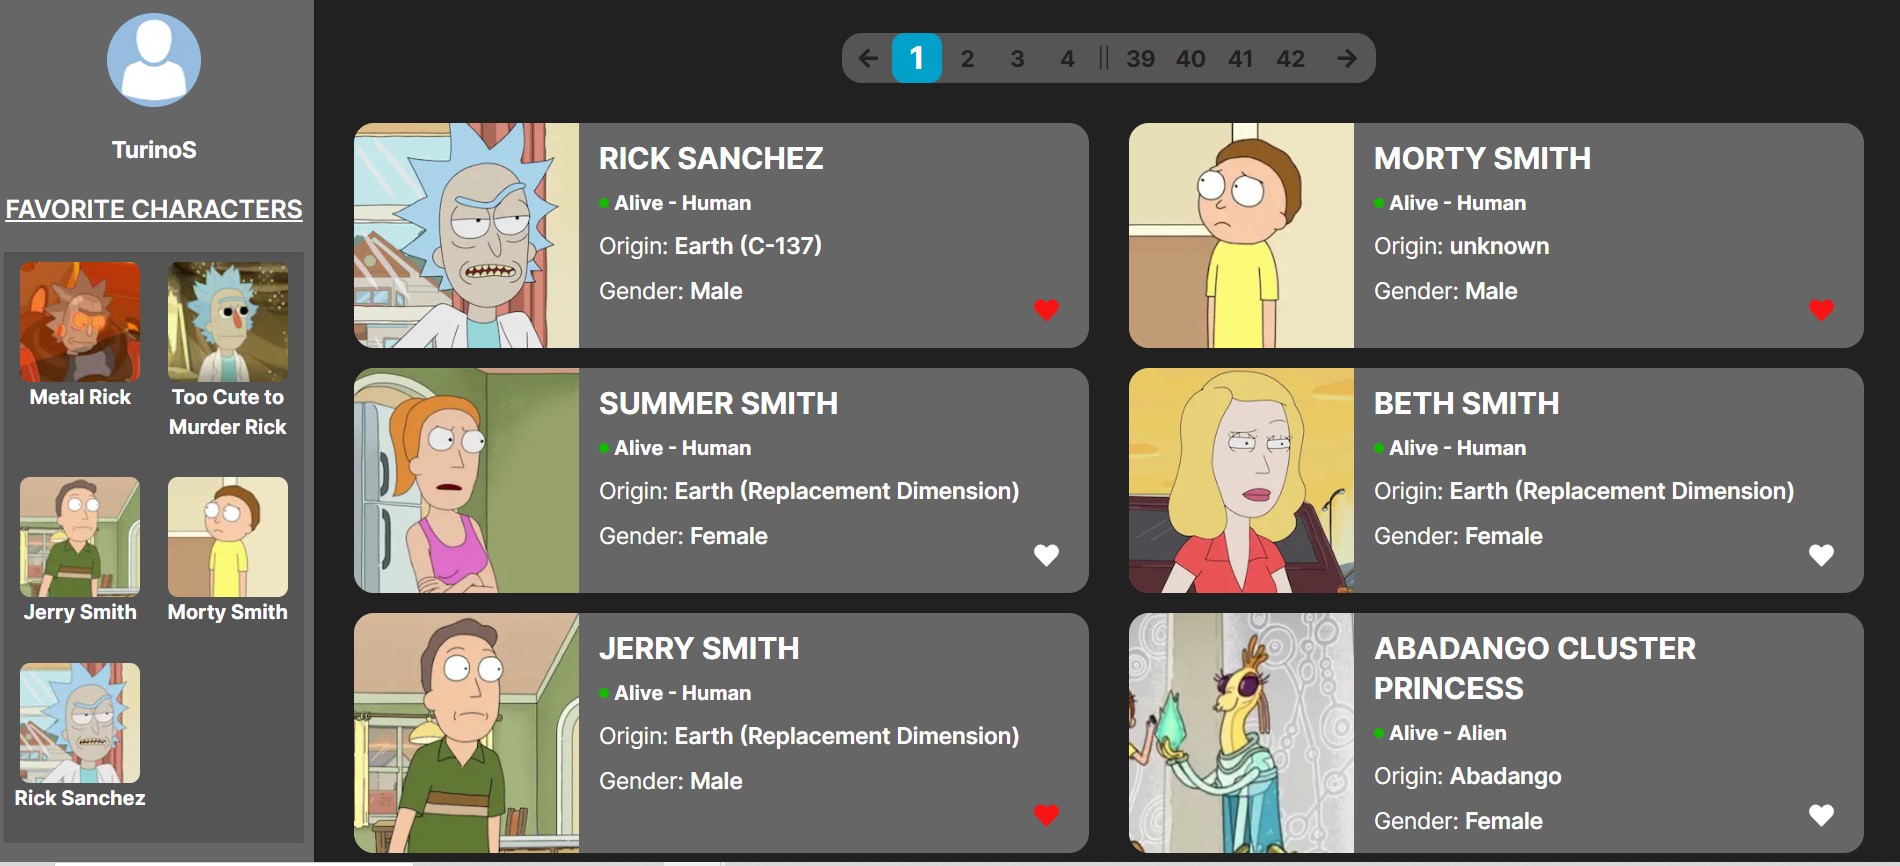 TurinoS
FAVORITE CHARACTERS
Metal Rick
Too Cute to
Murder Rick
Jerry Smith
Morty Smith
Rick Sanchez
← 1 2 3 4 || 39 40 41 42 →
RICK SANCHEZ
Alive - Human
Origin: Earth (C-137)
Gender: Male
MORTY SMITH
Alive - Human
Origin: unknown
Gender: Male
SUMMER SMITH
Alive - Human
Origin: Earth (Replacement Dimension)
Gender: Female
BETH SMITH
Alive - Human
Origin: Earth (Replacement Dimension)
Gender: Female
JERRY SMITH
Alive - Human
Origin: Earth (Replacement Dimension)
Gender: Male
ABADANGO CLUSTER
PRINCESS
Alive - Alien
Origin: Abadango
Gender: Female